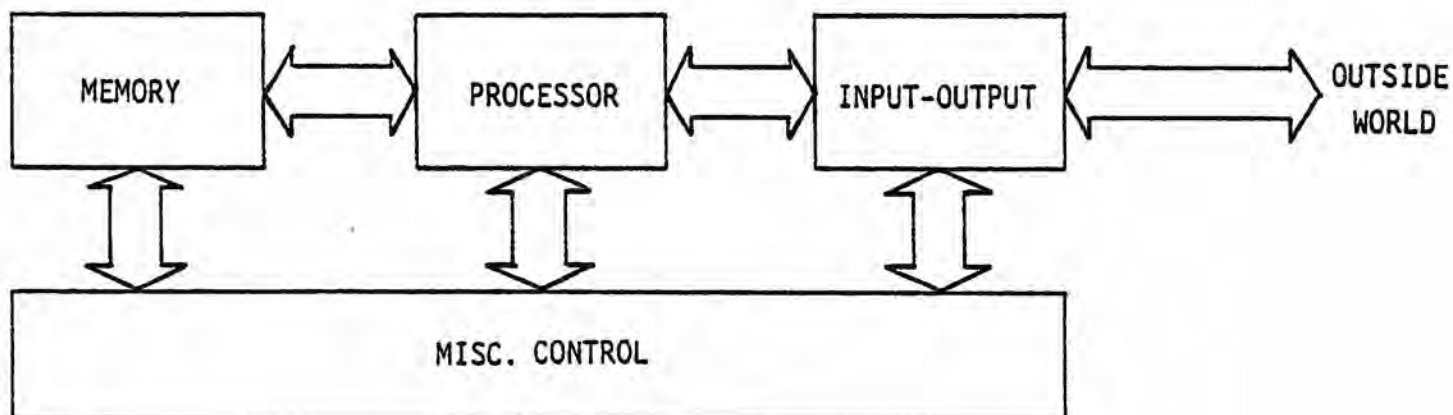 MEMORY
PROCESSOR
INPUT-OUTPUT
OUTSIDE
WORLD
MISC. CONTROL